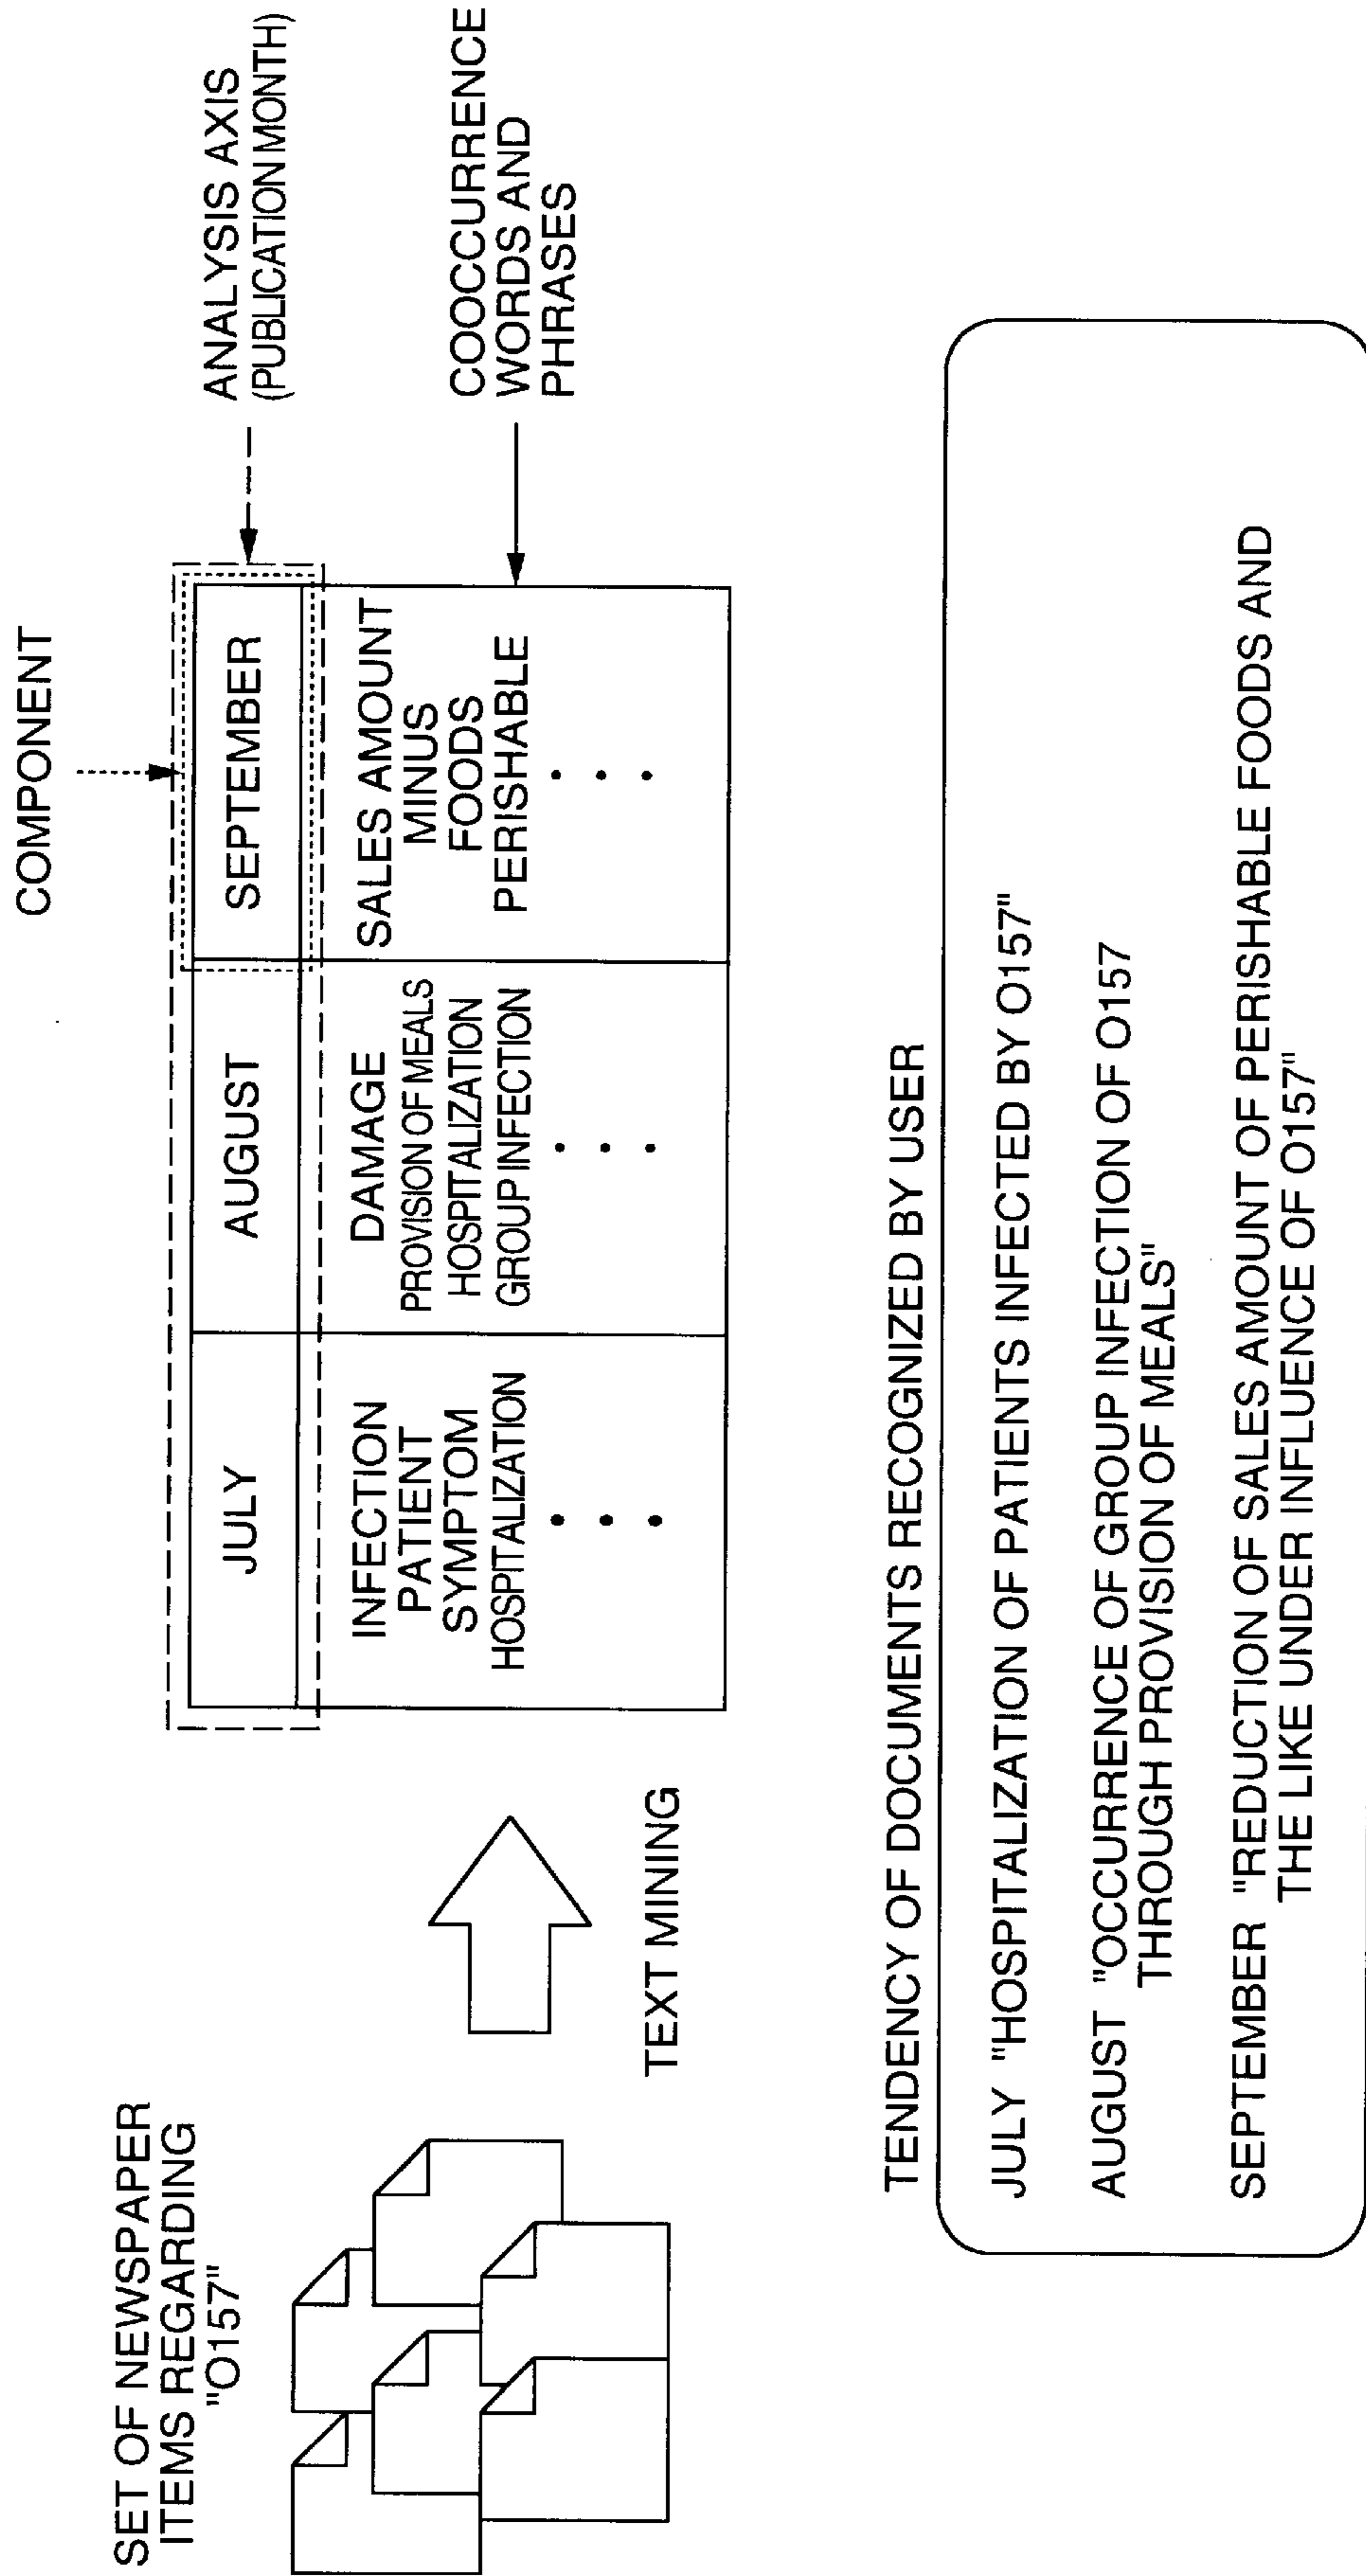 SET OF NEWSPAPER
ITEMS REGARDING
"O157"
TEXT MINING
COMPONENT
ANALYSIS AXIS
(PUBLICATION MONTH)
COOCCURRENCE
WORDS AND
PHRASES
JULY
INFECTION
PATIENT
SYMPTOM
HOSPITALIZATION
AUGUST
DAMAGE
PROVISION OF MEALS
HOSPITALIZATION
GROUP INFECTION
SEPTEMBER
SALES AMOUNT
MINUS
FOODS
PERISHABLE
TENDENCY OF DOCUMENTS RECOGNIZED BY USER
JULY "HOSPITALIZATION OF PATIENTS INFECTED BY O157"
AUGUST "OCCURRENCE OF GROUP INFECTION OF O157
THROUGH PROVISION OF MEALS"
SEPTEMBER "REDUCTION OF SALES AMOUNT OF PERISHABLE FOODS AND
THE LIKE UNDER INFLUENCE OF O157"